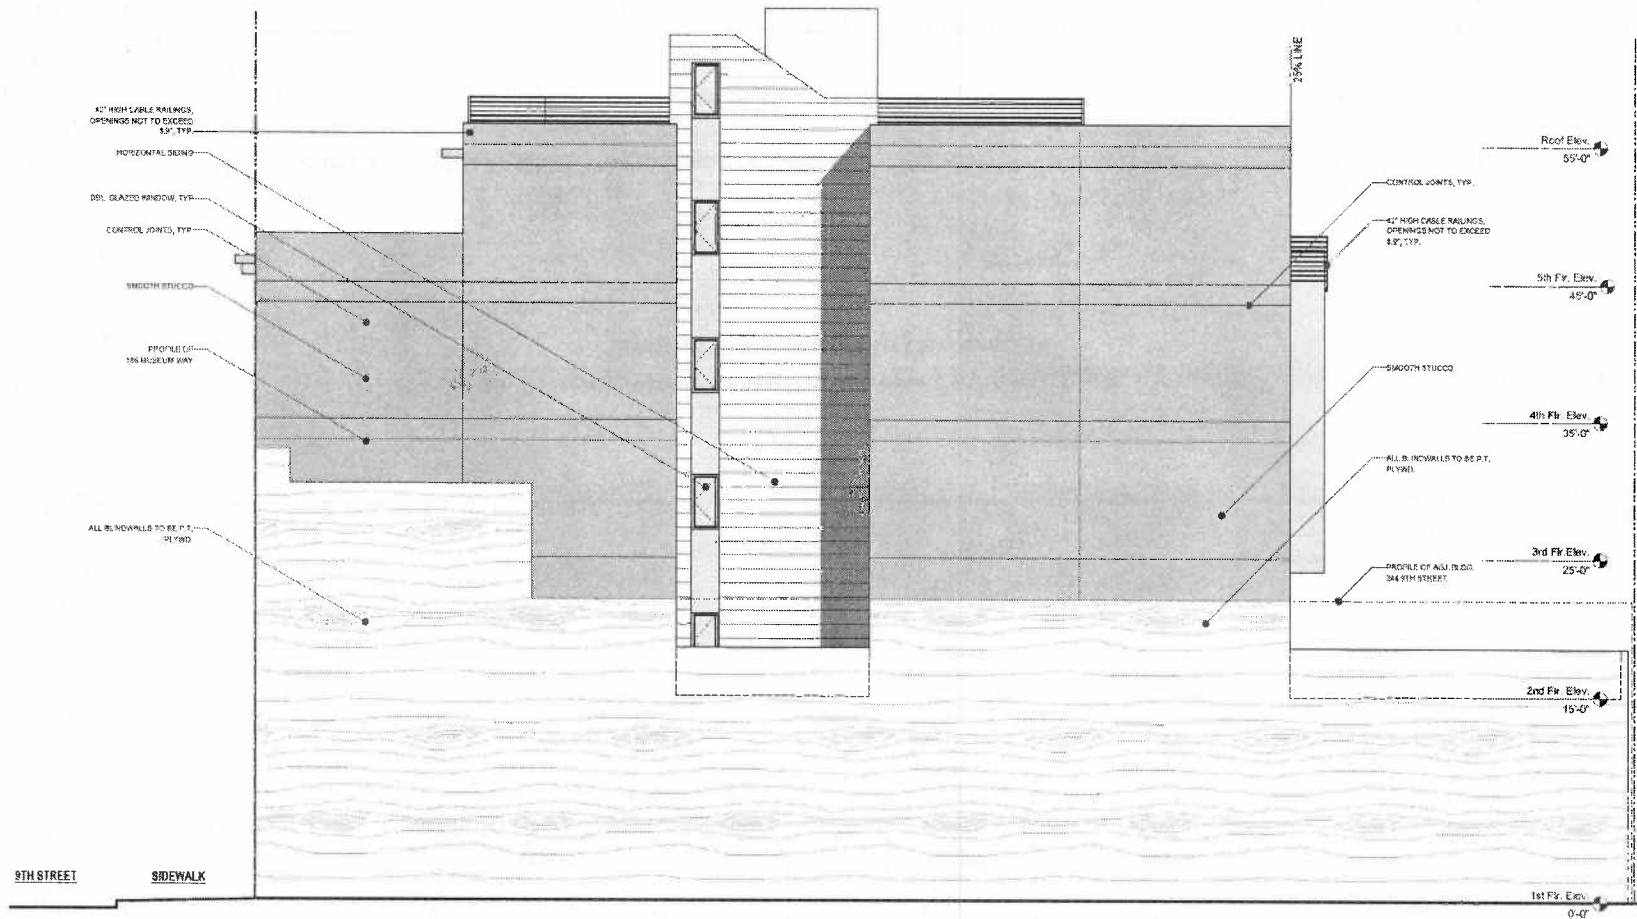 42" HIGH CABLE RAILINGS,
OPENINGS NOT TO EXCEED
3.9", TYP.
HORIZONTAL SIDING
DBL. GLAZED WINDOW, TYP
CONTROL JOINTS, TYP.
SMOOTH STUCCO
PROFILE OF
MUSEUM WAY
ALL BLINDWALLS TO BE P.T.
PLYWD.
9TH STREET
SIDEWALK
25% LINE
CONTROL JOINTS, TYP.
42" HIGH CABLE RAILINGS,
OPENINGS NOT TO EXCEED
3.9", TYP.
SMOOTH STUCCO
ALL BLINDWALLS TO BE P.T.
PLYWD.
PROFILE OF ADJ. BLDG.
9TH STREET
Roof Elev.
55'-0"
5th Flr. Elev.
45'-0"
4th Flr. Elev.
35'-0"
3rd Flr. Elev.
25'-0"
2nd Flr. Elev.
15'-0"
1st Flr. Elev.
0'-0"